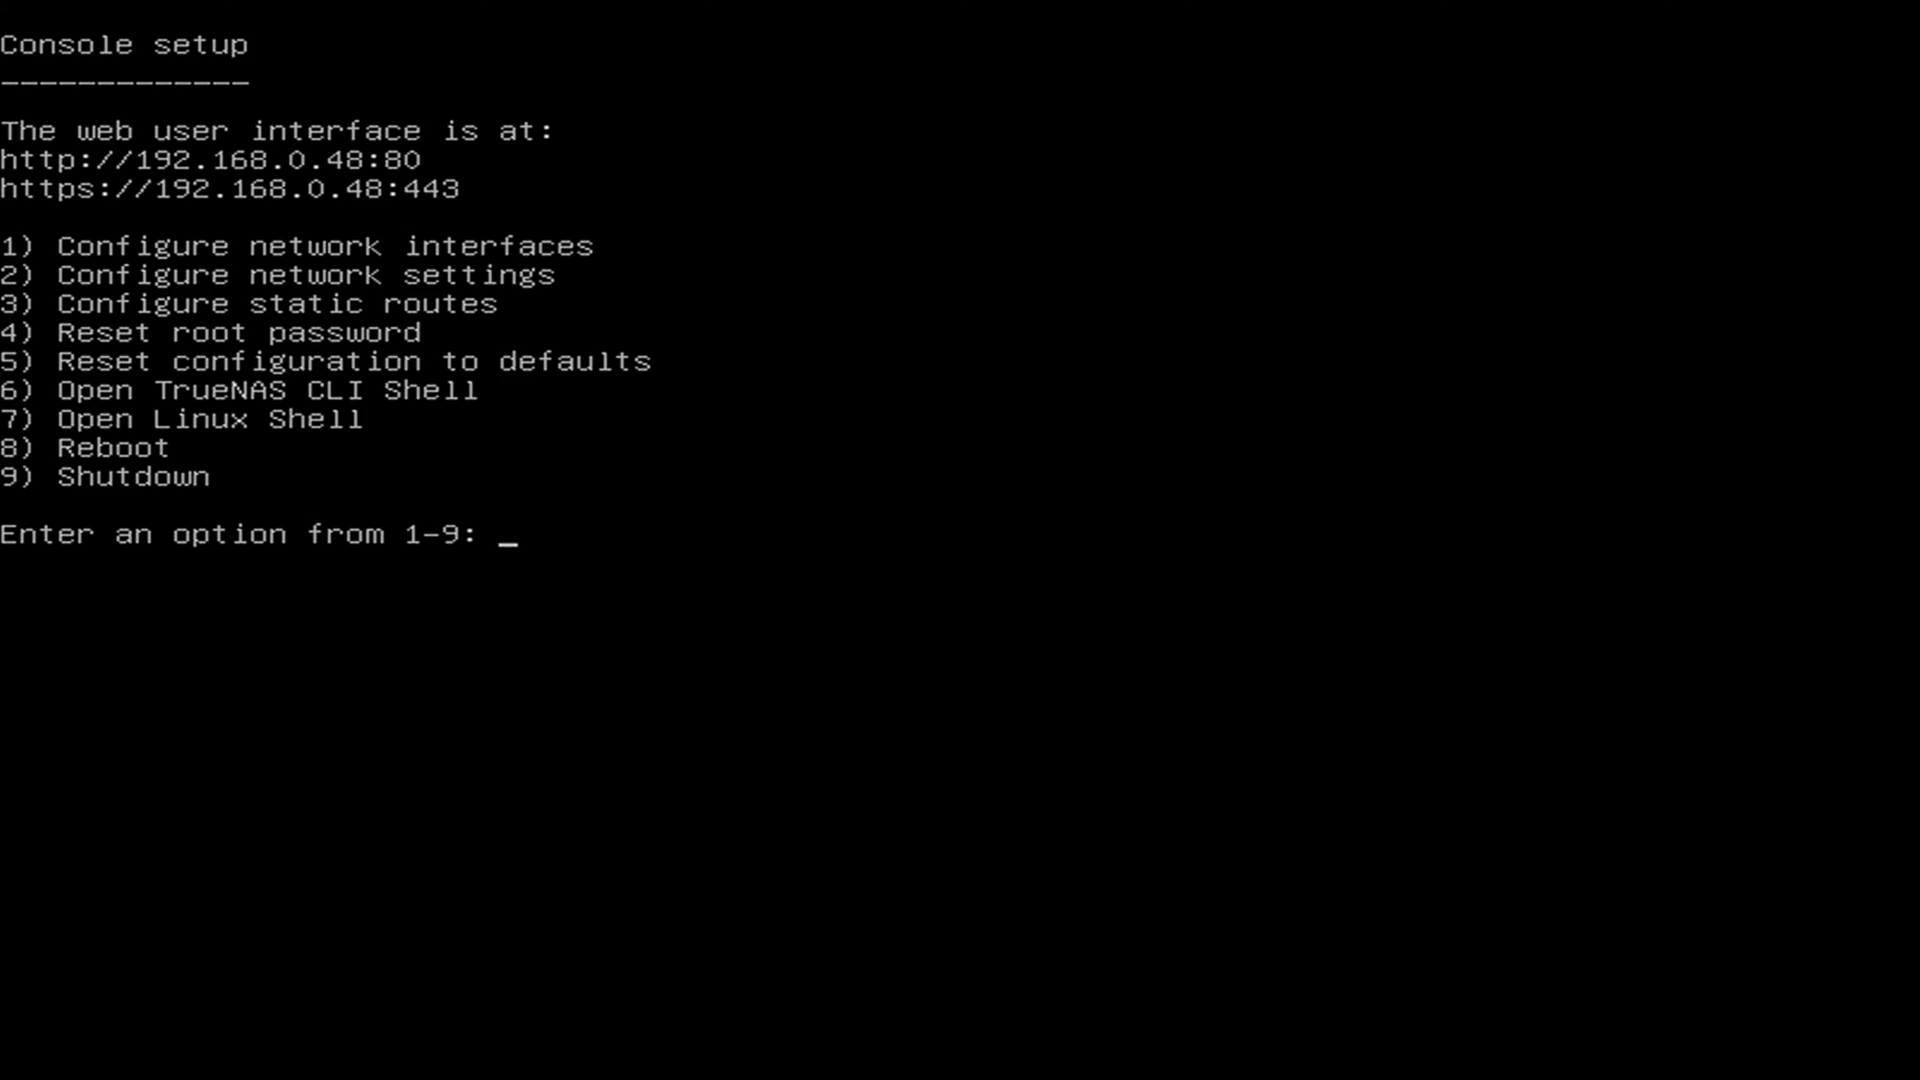 Console setup
-------------
The web user interface is at:
http://192.168.0.48:80
https://192.168.0.48:443
1) Configure network interfaces
2) Configure network settings
3) Configure static routes
4) Reset root password
5) Reset configuration to defaults
6) Open TrueNAS CLI Shell
7) Open Linux Shell
8) Reboot
9) Shutdown
Enter an option from 1-9: _